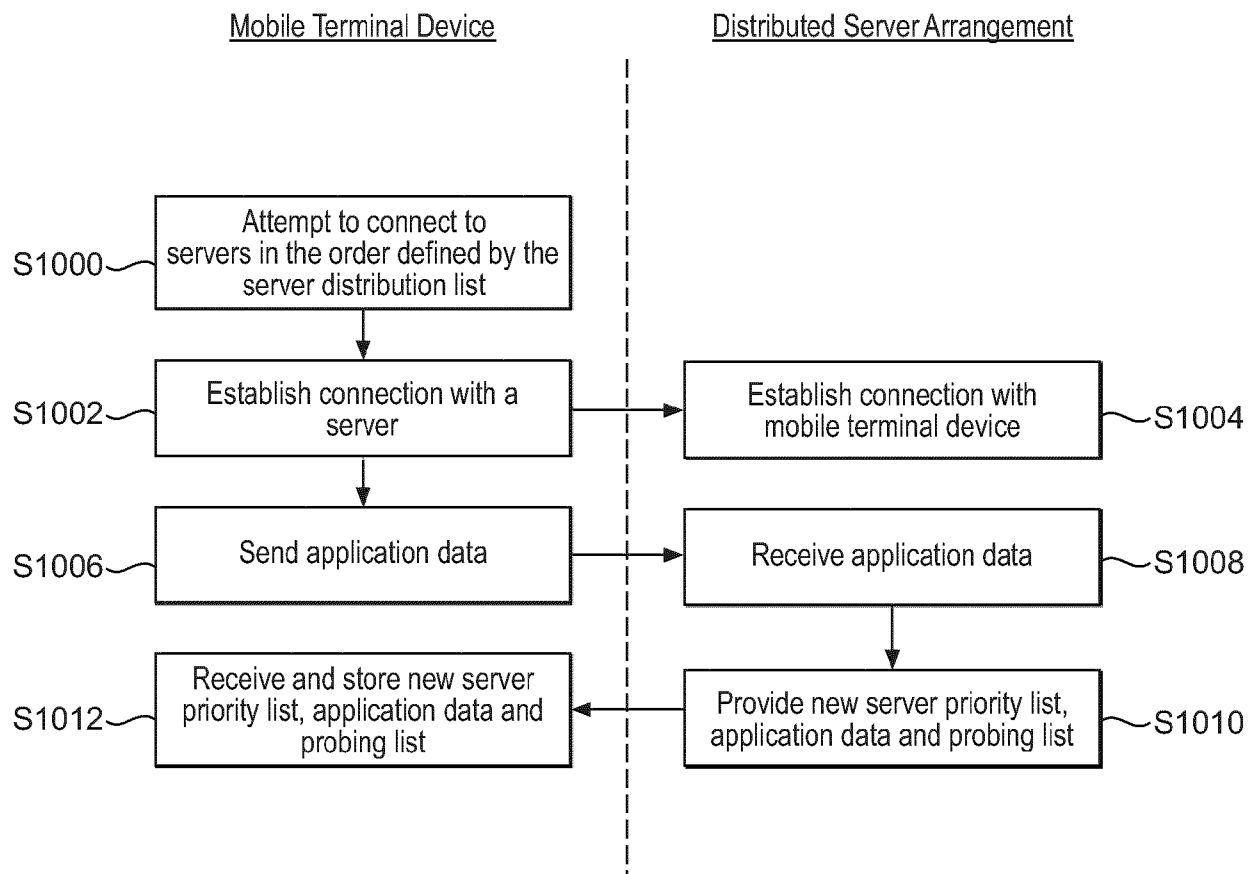 Mobile Terminal Device
Distributed Server Arrangement
S1000
Attempt to connect to
servers in the order defined by the
server distribution list
S1002
Establish connection with a
server
Establish connection with
mobile terminal device
S1004
S1006
Send application data
Receive application data
S1008
S1012
Receive and store new server
priority list, application data and
probing list
Provide new server priority list,
application data and probing list
S1010